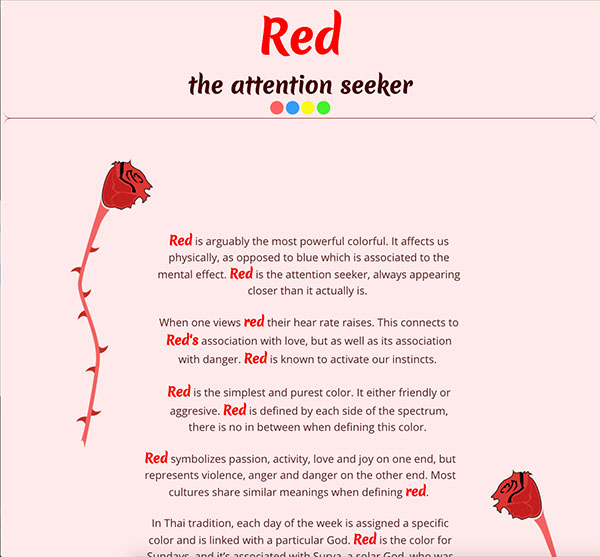 Red
the attention seeker
Red is arguably the most powerful colorful. It affects us
physically, as opposed to blue which is associated to the
mental effect. Red is the attention seeker, always appearing
closer than it actually is.
When one views red their hear rate raises. This connects to
Red's association with love, but as well as its association
with danger. Red is known to activate our instincts.
Red is the simplest and purest color. It either friendly or
aggresive. Red is defined by each side of the spectrum,
there is no in between when defining this color.
Red symbolizes passion, activity, love and joy on one end, but
represents violence, anger and danger on the other end. Most
cultures share similar meanings when defining red.
In Thai tradition, each day of the week is assigned a specific
color and is linked with a particular God. Red is the color for
Sundays, and it's associated with Surya, a solar God, who was